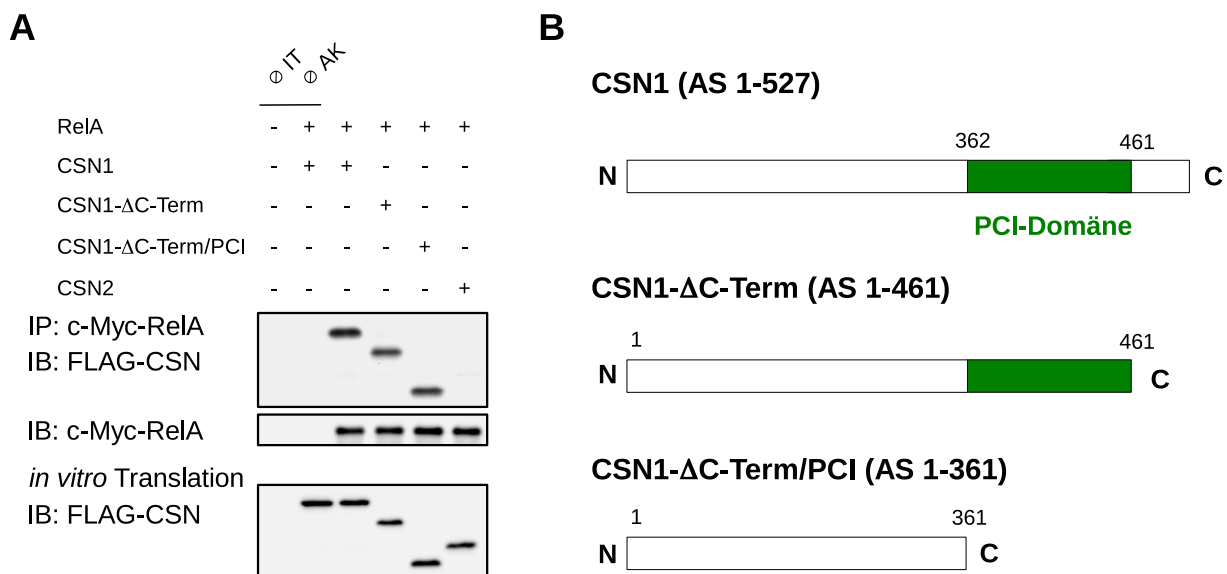 A
⌽ IT
⌽ AK
RelA - + + + + +
CSN1 - + + - - -
CSN1-ΔC-Term - - - + - -
CSN1-ΔC-Term/PCI - - - - + -
CSN2 - - - - - +
IP: c-Myc-RelA
IB: FLAG-CSN
IB: c-Myc-RelA
in vitro Translation
IB: FLAG-CSN
B
CSN1 (AS 1-527)
362 461
N C
PCI-Domäne
CSN1-ΔC-Term (AS 1-461)
1 461
N C
CSN1-ΔC-Term/PCI (AS 1-361)
1 361
N C